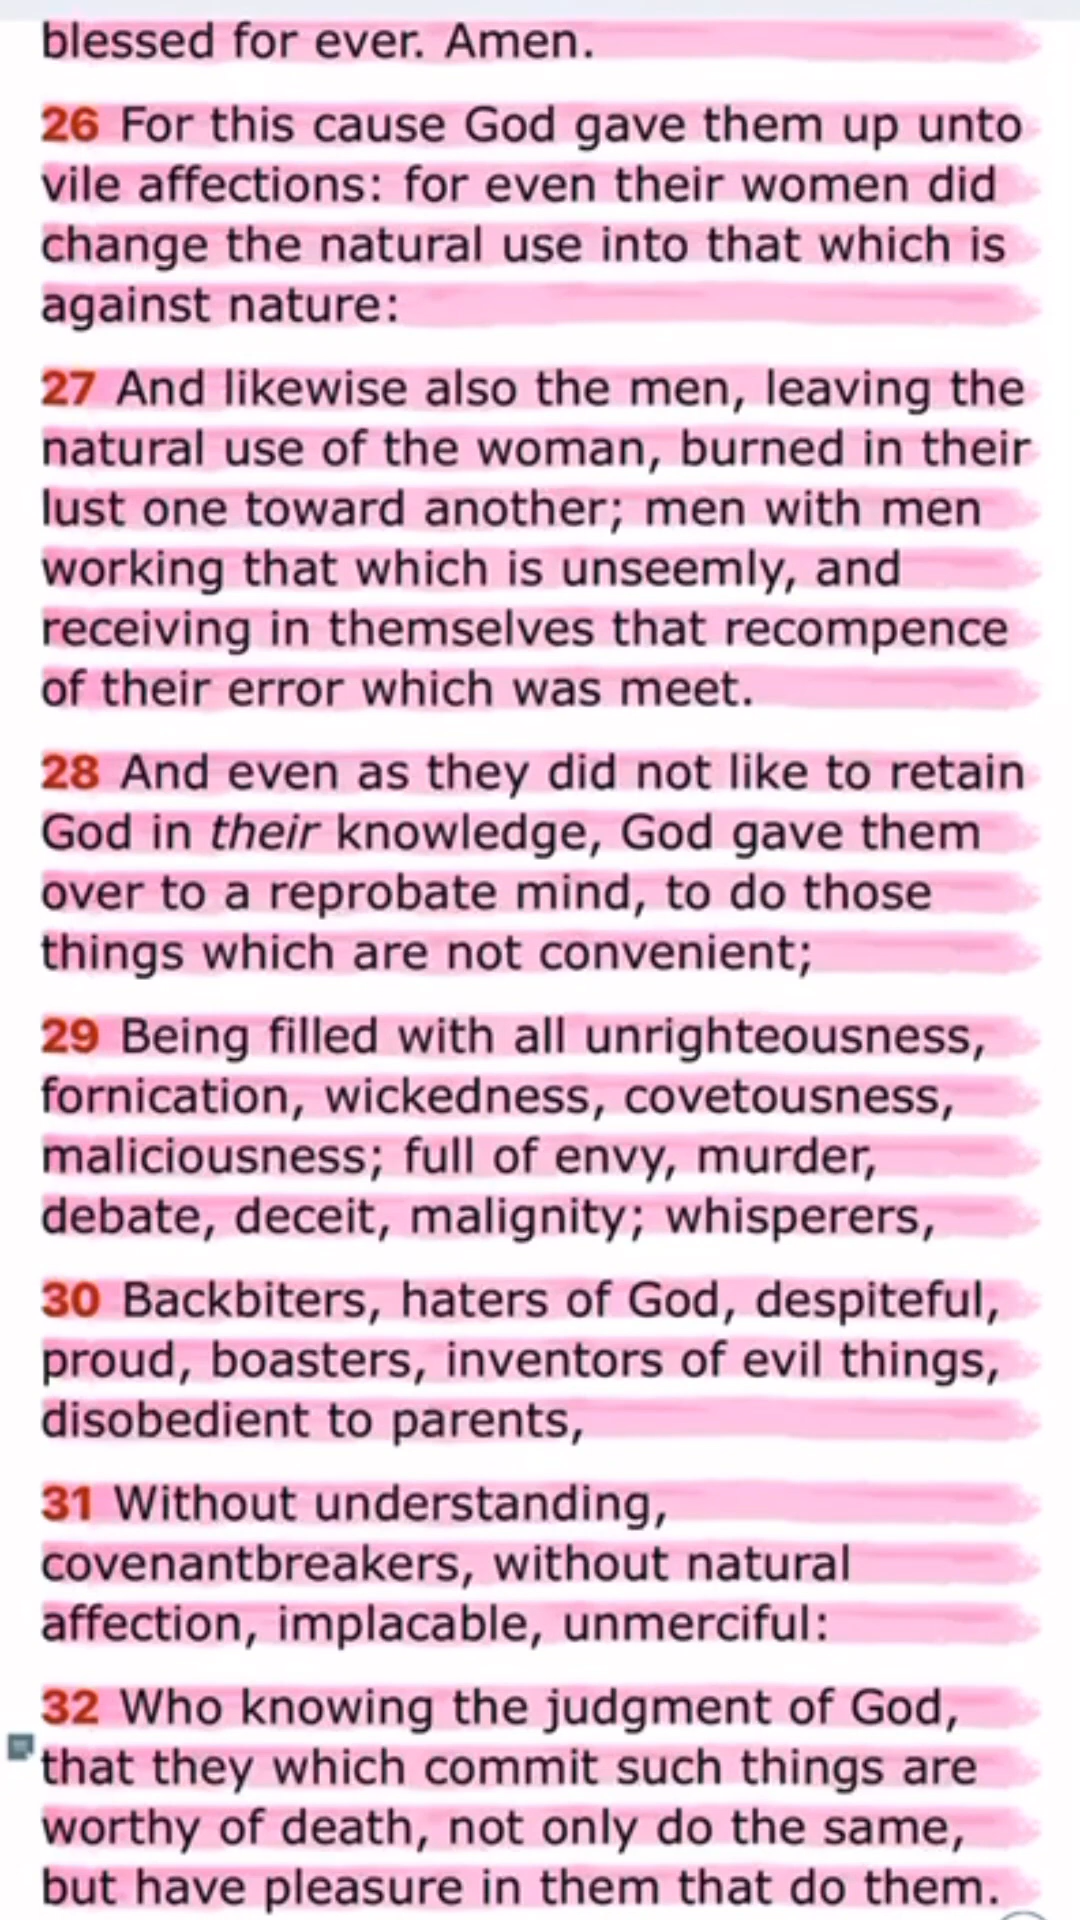 blessed for ever. Amen.
26 For this cause God gave them up unto
vile affections: for even their women did
change the natural use into that which is
against nature:
27 And likewise also the men, leaving the
natural use of the woman, burned in their
lust one toward another; men with men
working that which is unseemly, and
receiving in themselves that recompence
of their error which was meet.
28 And even as they did not like to retain
God in their knowledge, God gave them
over to a reprobate mind, to do those
things which are not convenient;
29 Being filled with all unrighteousness,
fornication, wickedness, covetousness,
maliciousness; full of envy, murder,
debate, deceit, malignity; whisperers,
30 Backbiters, haters of God, despiteful,
proud, boasters, inventors of evil things,
disobedient to parents,
31 Without understanding,
covenantbreakers, without natural
affection, implacable, unmerciful:
32 Who knowing the judgment of God,
that they which commit such things are
worthy of death, not only do the same,
but have pleasure in them that do them.